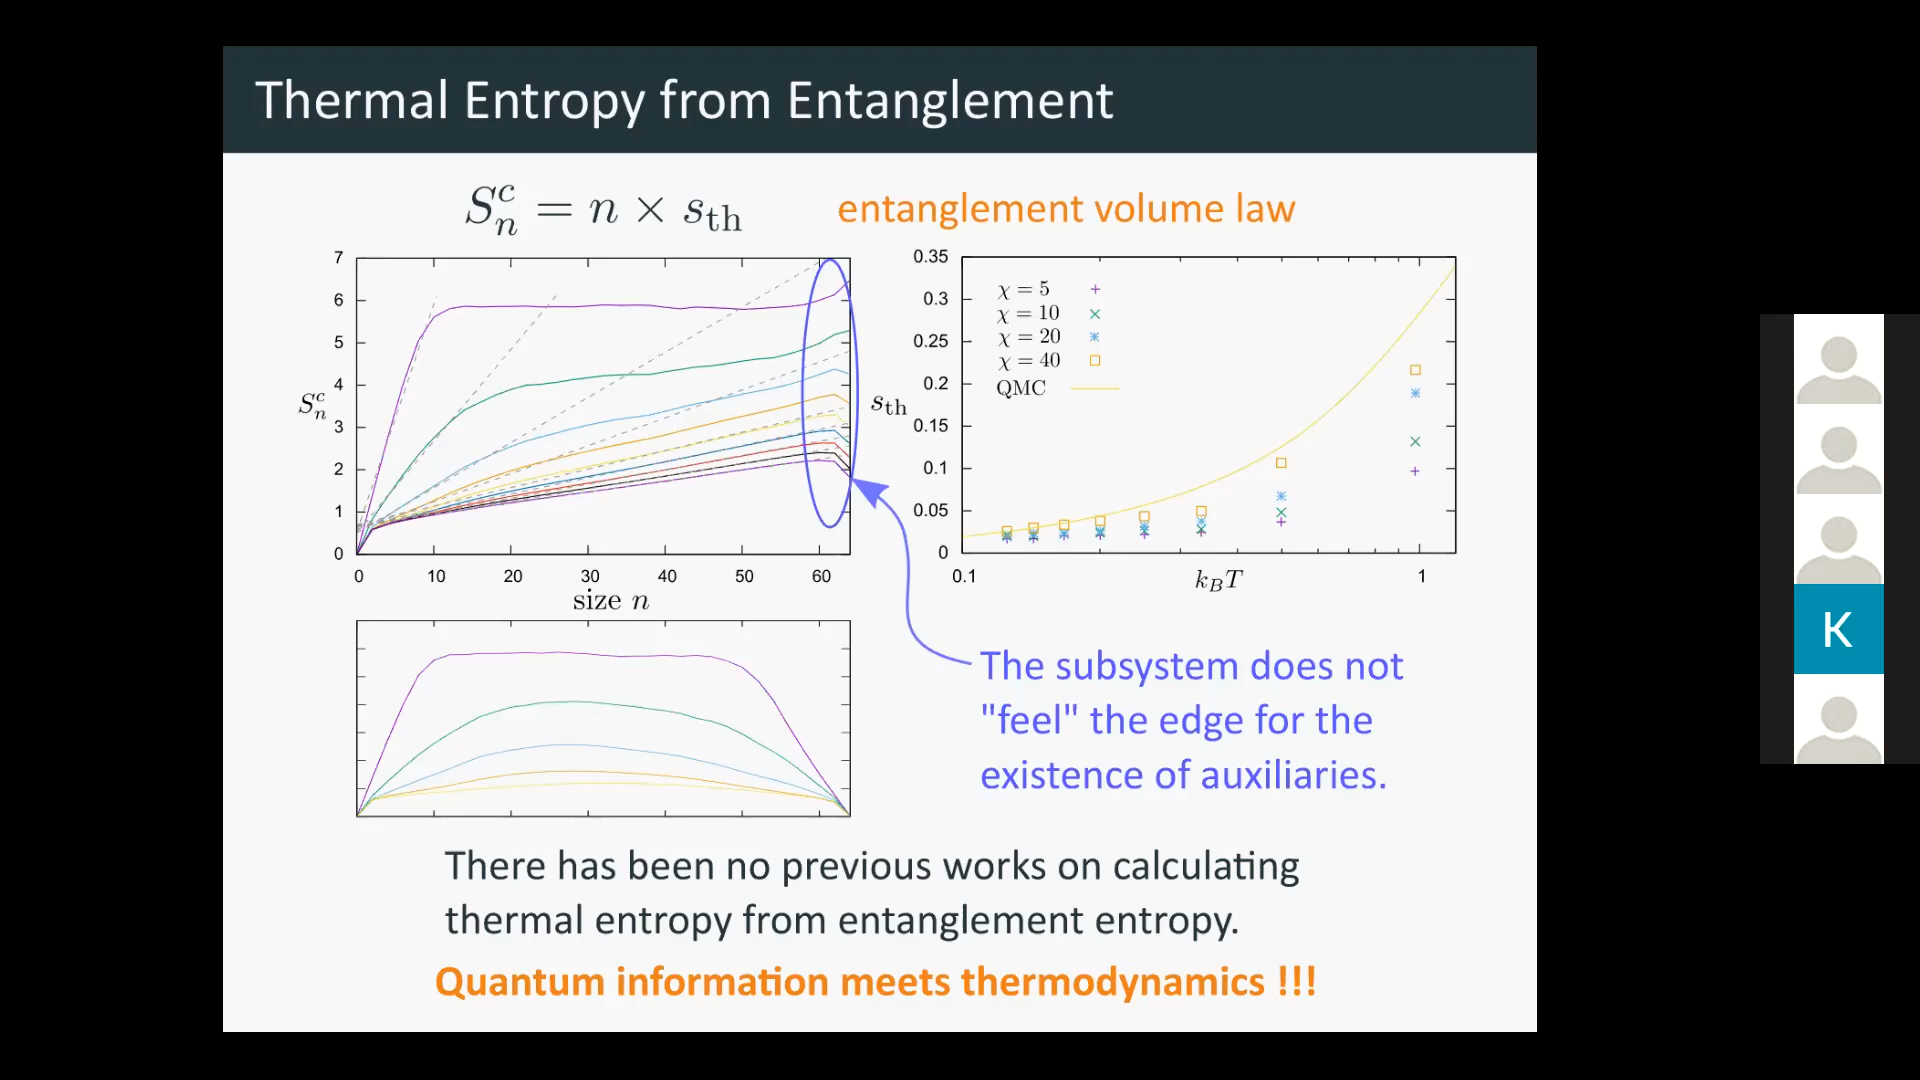 Thermal Entropy from Entanglement
S_n^c = n × s_th
entanglement volume law
7
6
5
4
3
2
1
0
S_n^c
0 10 20 30 40 50 60
size n
0.35
0.3
0.25
0.2
0.15
0.1
0.05
0
s_th
χ = 5
χ = 10
χ = 20
χ = 40
QMC
0.1 1
k_BT
The subsystem does not
"feel" the edge for the
existence of auxiliaries.
There has been no previous works on calculating
thermal entropy from entanglement entropy.
Quantum information meets thermodynamics !!!
K